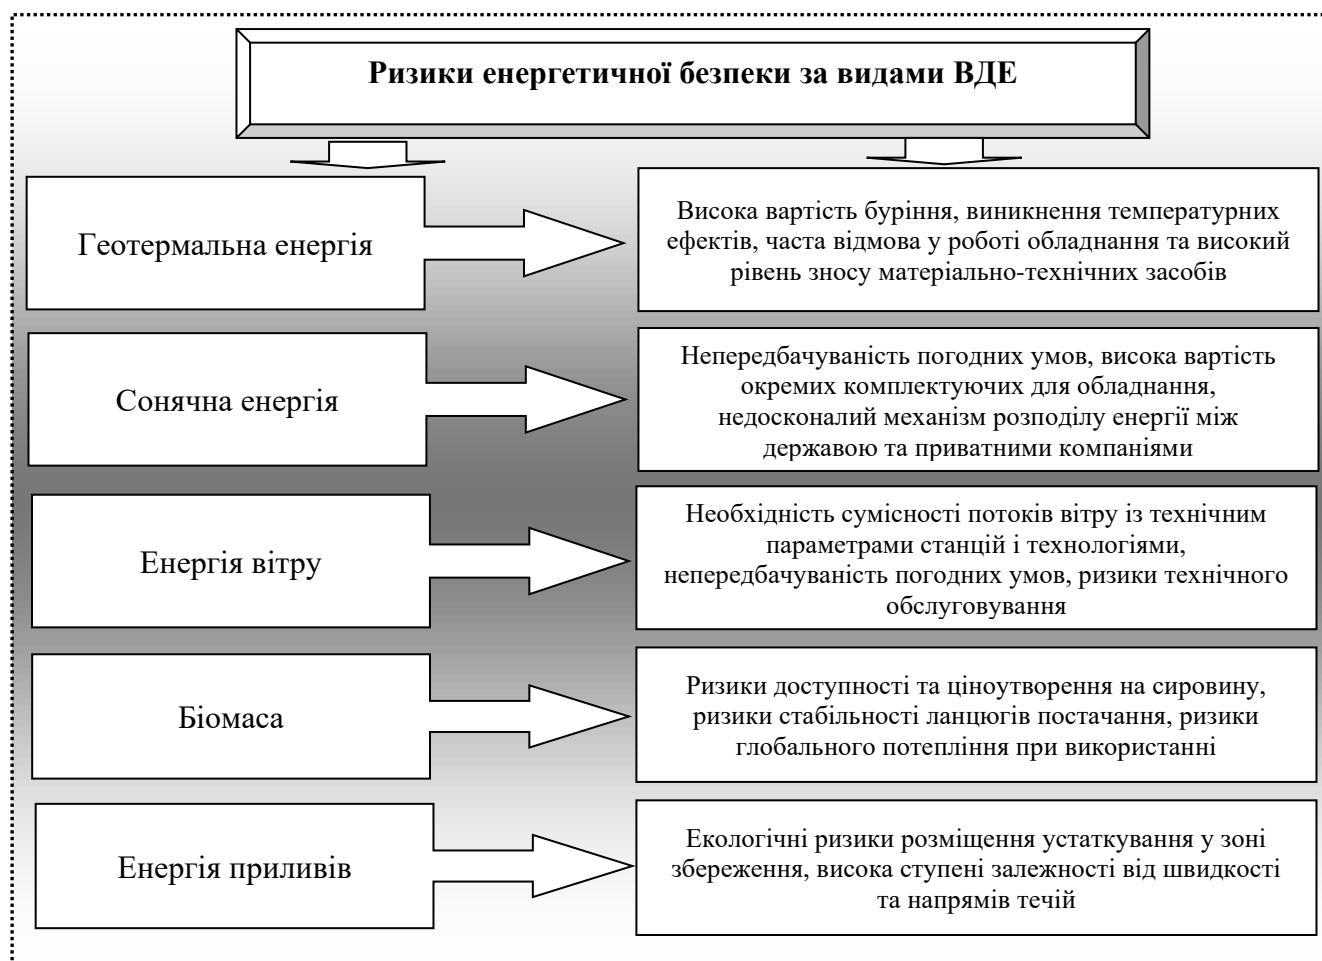 Ризики енергетичної безпеки за видами ВДЕ
Геотермальна енергія
Висока вартість буріння, виникнення температурних
ефектів, часта відмова у роботі обладнання та високий
рівень зносу матеріально-технічних засобів
Сонячна енергія
Непередбачуваність погодних умов, висока вартість
окремих комплектуючих для обладнання,
недосконалий механізм розподілу енергії між
державою та приватними компаніями
Енергія вітру
Необхідність сумісності потоків вітру із технічним
параметрами станцій і технологіями,
непередбачуваність погодних умов, ризики технічного
обслуговування
Біомаса
Ризики доступності та ціноутворення на сировину,
ризики стабільності ланцюгів постачання, ризики
глобального потепління при використанні
Енергія приливів
Екологічні ризики розміщення устаткування у зоні
збереження, висока ступені залежності від швидкості
та напрямів течій